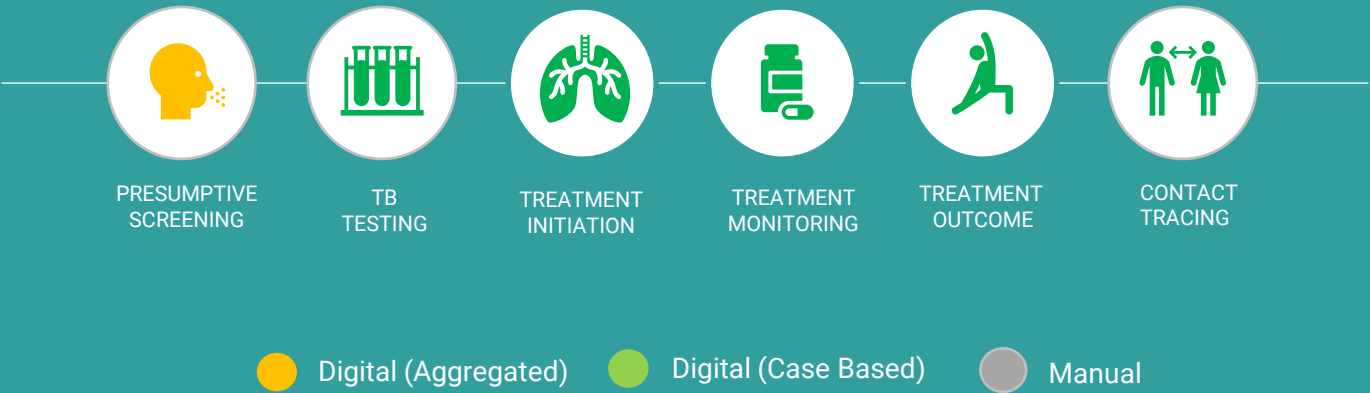 PRESUMPTIVE
SCREENING
TB
TESTING
TREATMENT
INITIATION
TREATMENT
MONITORING
TREATMENT
OUTCOME
CONTACT
TRACING
Digital (Aggregated)
Digital (Case Based)
Manual